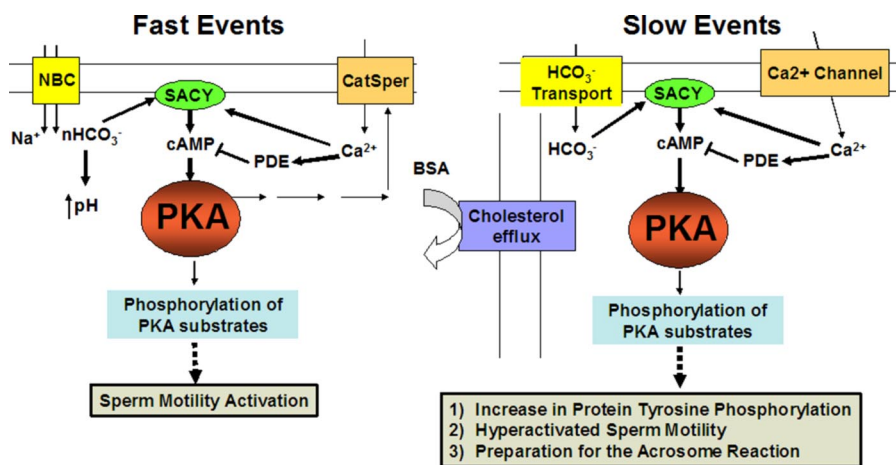 Fast Events
NBC
SACY
CatSper
Na⁺
nHCO₃⁻
cAMP
PDE
Ca²⁺
↑pH
PKA
Phosphorylation of
PKA substrates
Sperm Motility Activation
BSA
Cholesterol
efflux
Slow Events
HCO₃⁻
Transport
SACY
Ca2+ Channel
HCO₃⁻
cAMP
PDE
Ca²⁺
PKA
Phosphorylation of
PKA substrates
1) Increase in Protein Tyrosine Phosphorylation
2) Hyperactivated Sperm Motility
3) Preparation for the Acrosome Reaction